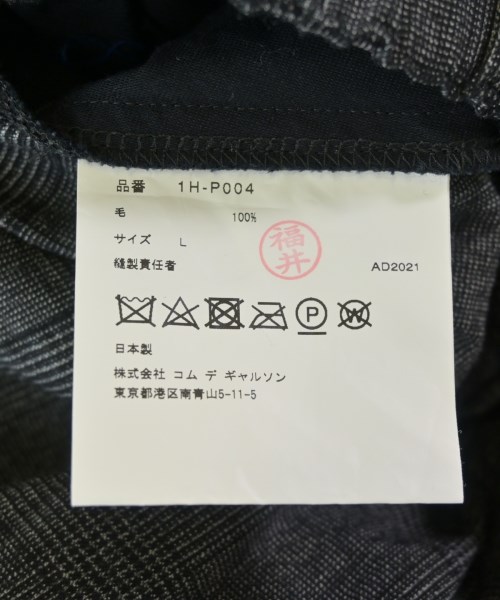 品番 1H-P004
毛 100%
サイズ L
福井
縫製責任者 AD2021
P W
日本製
株式会社 コム デ ギャルソン
東京都港区南青山5-11-5